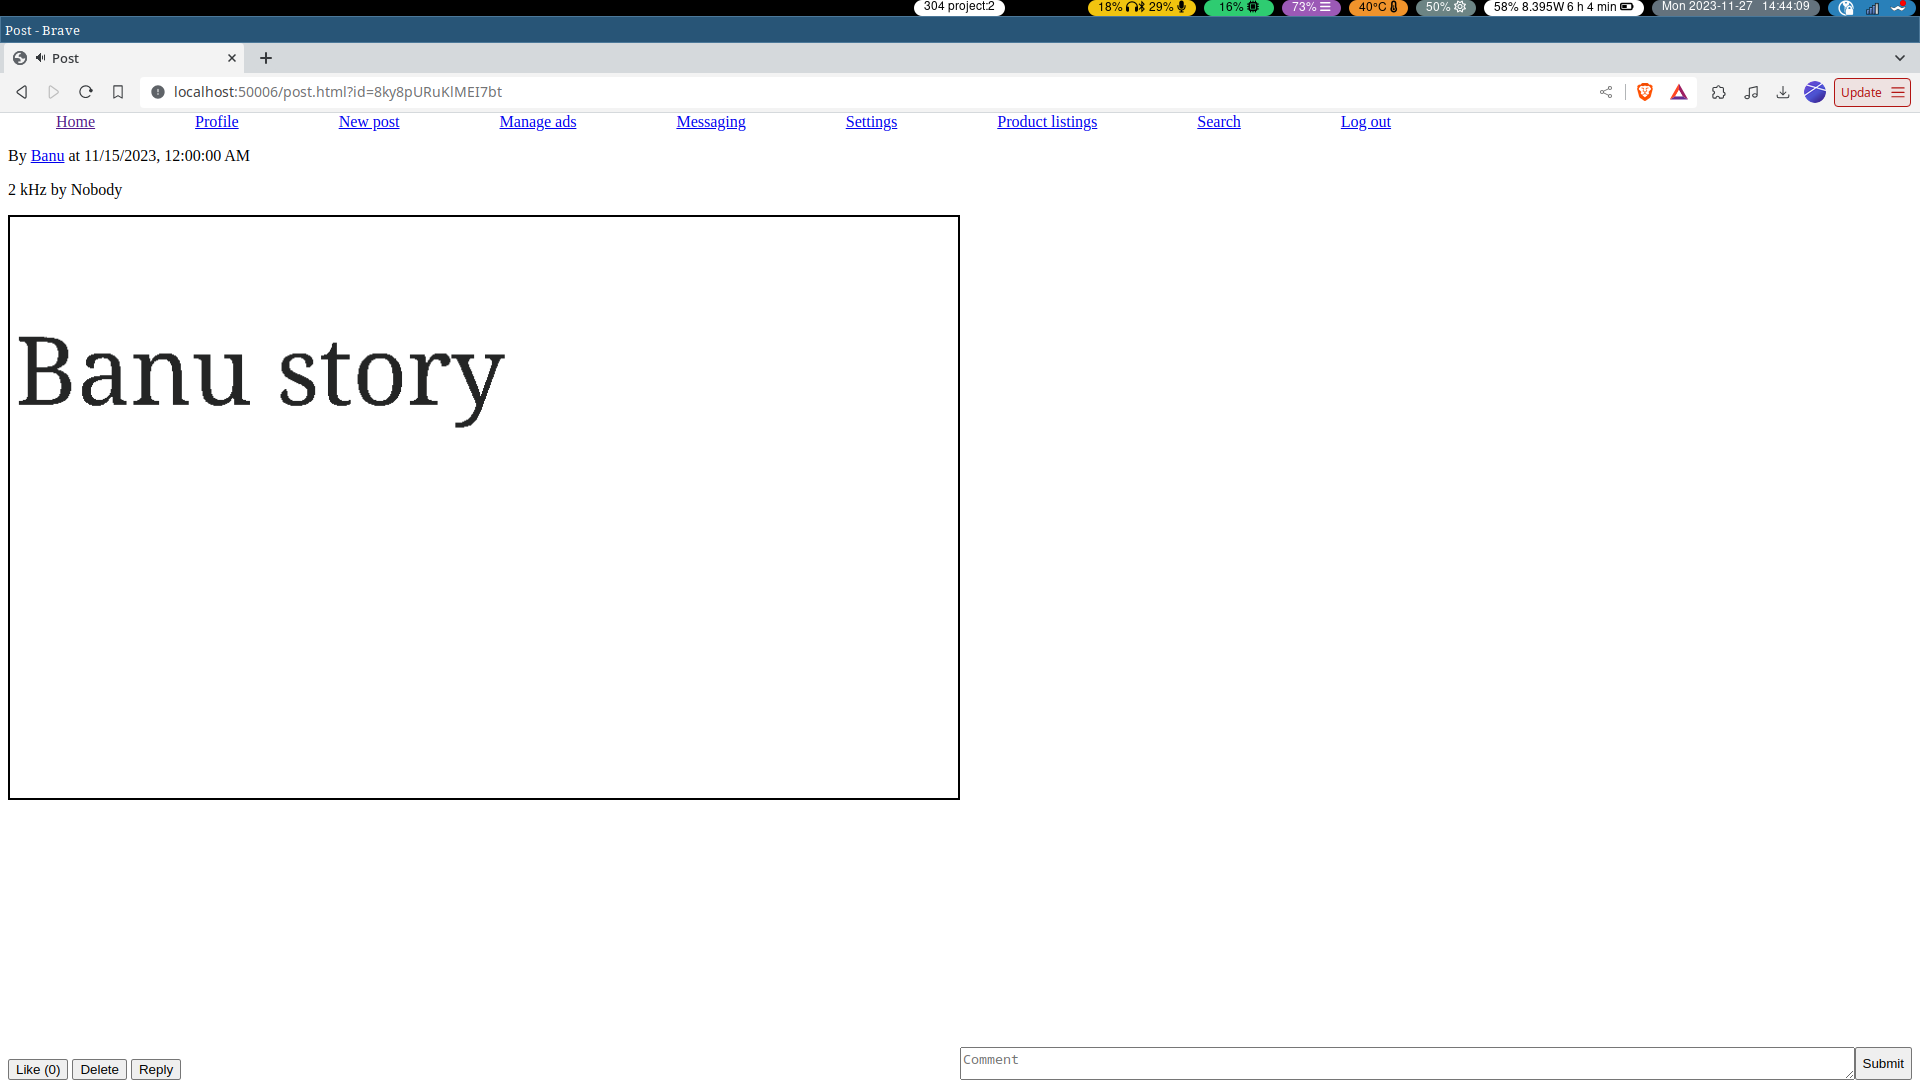 304 project:2
18% 29%
16%
73%
40°C
50%
58% 8.395W 6 h 4 min
Mon 2023-11-27 14:44:09
Post - Brave
Post
localhost:50006/post.html?id=8ky8pURuKlMEI7bt
Update
Home Profile New post Manage ads Messaging Settings Product listings Search Log out
By Banu at 11/15/2023, 12:00:00 AM
2 kHz by Nobody
Banu story
Like (0) Delete Reply
Comment
Submit